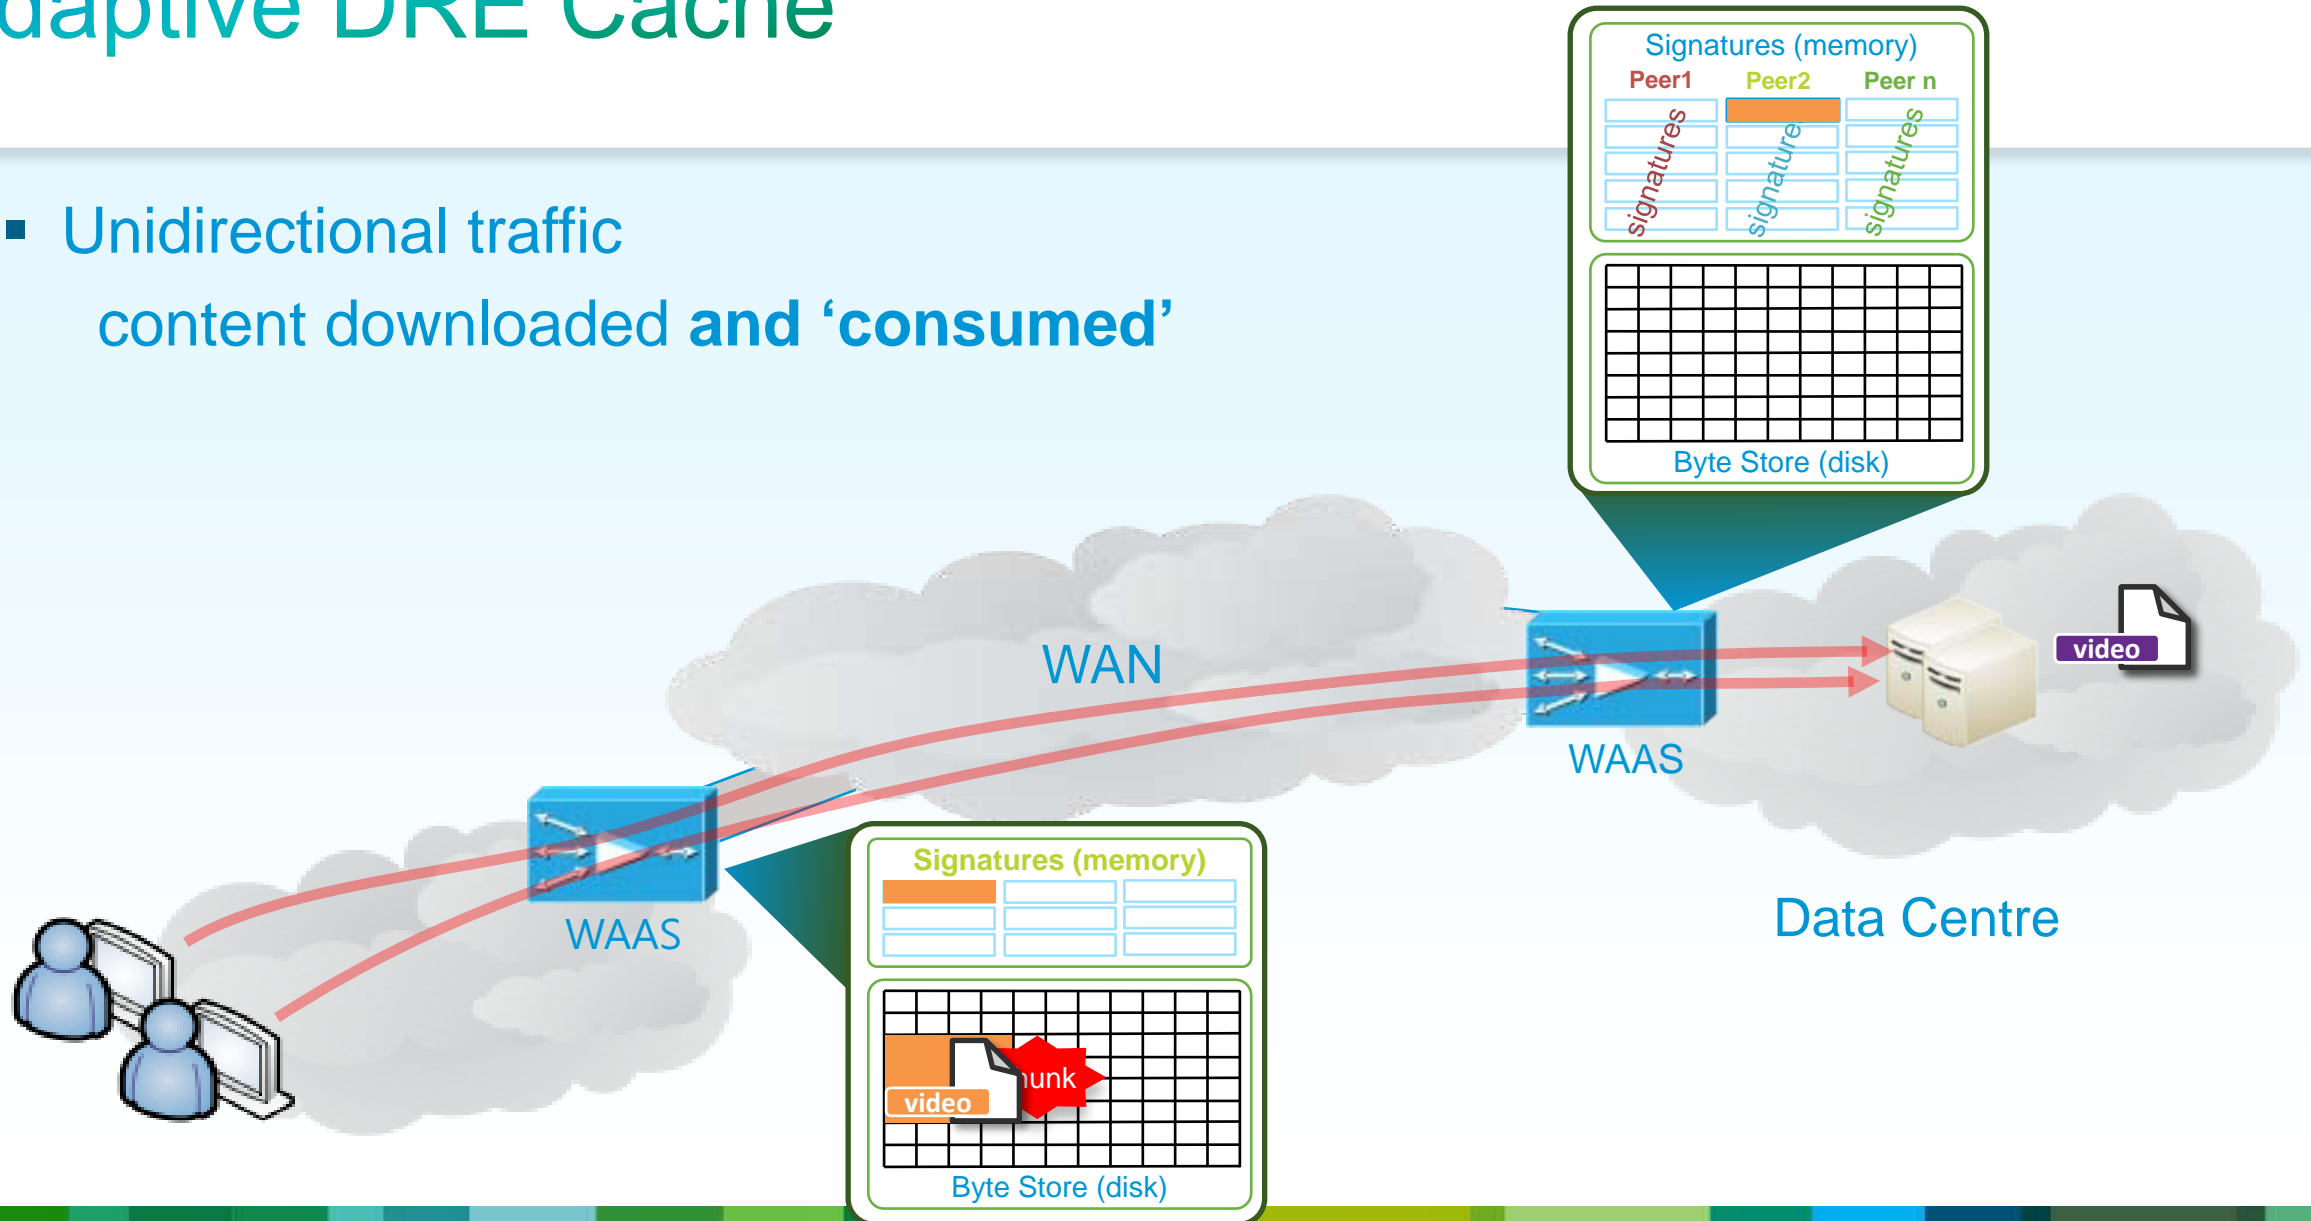 daptive DRE Cache
Unidirectional traffic
content downloaded and ‘consumed’
Signatures (memory)
Peer1 Peer2 Peer n
signatures signatures signatures
Byte Store (disk)
WAN
video
WAAS
WAAS
Data Centre
Signatures (memory)
video
unk
Byte Store (disk)